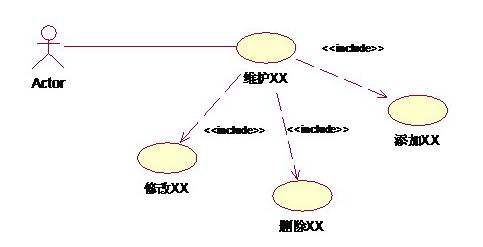 <<include>>
维护XX
Actor
<<include>>
<<include>>
添加XX
修改XX
删除XX